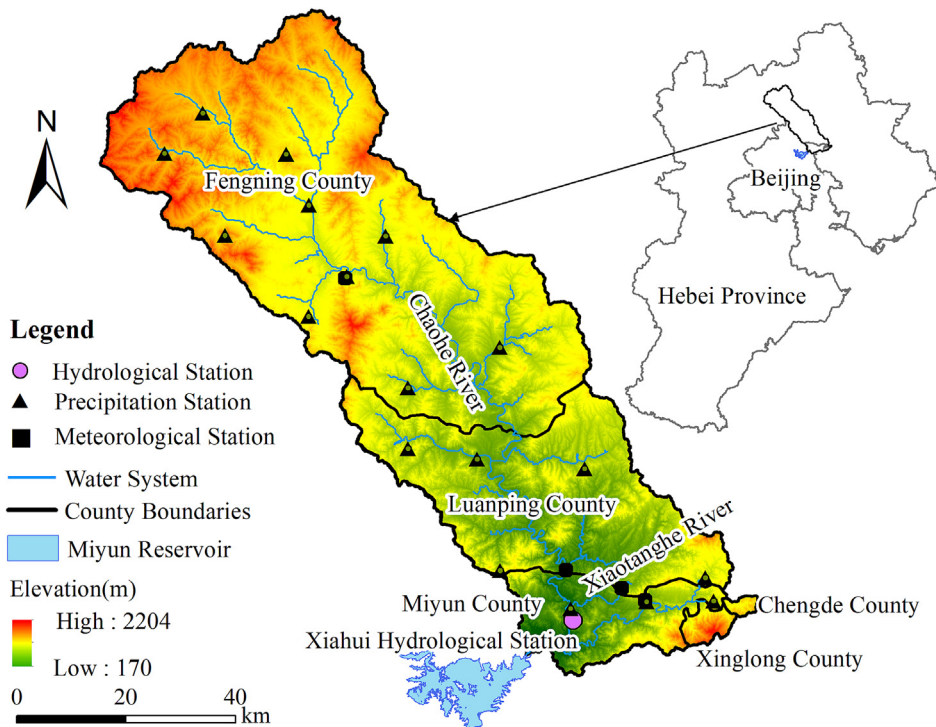 N
Fengning County
Beijing
Hebei Province
Chaohe River
Legend
Hydrological Station
Precipitation Station
Meteorological Station
Water System
County Boundaries
Miyun Reservoir
Elevation(m)
High : 2204
Low : 170
0 20 40
km
Luanping County
Xiaotanghe River
Miyun County
Chengde County
Xiahui Hydrological Station
Xinglong County